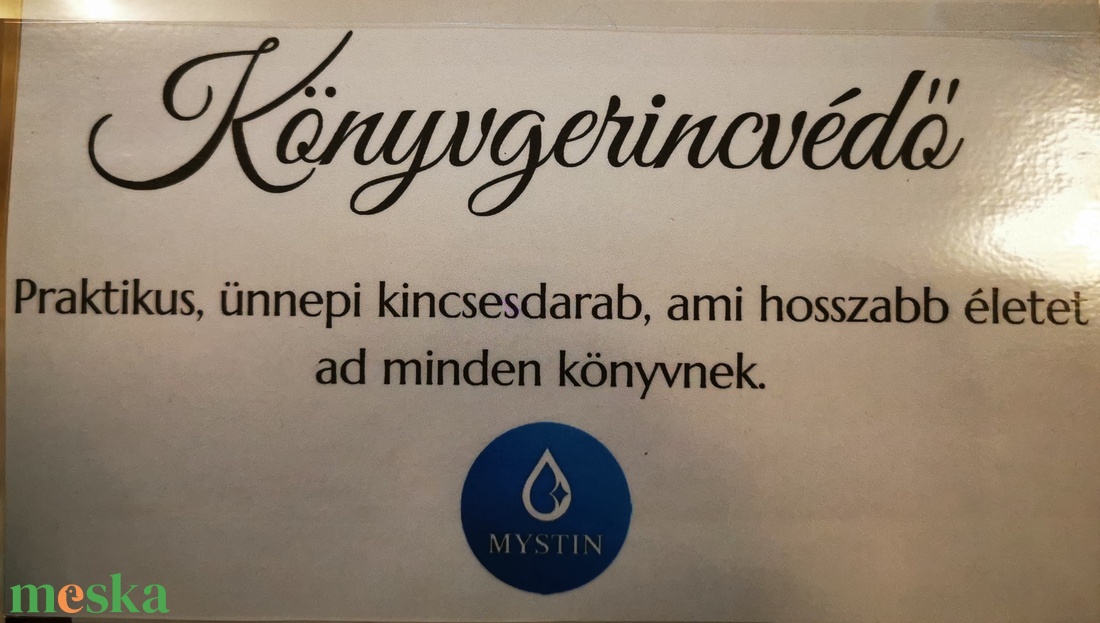 Könyvgerincvédő
Praktikus, ünnepi kincsesdarab, ami hosszabb életet
ad minden könyvnek.
MYSTIN
meska